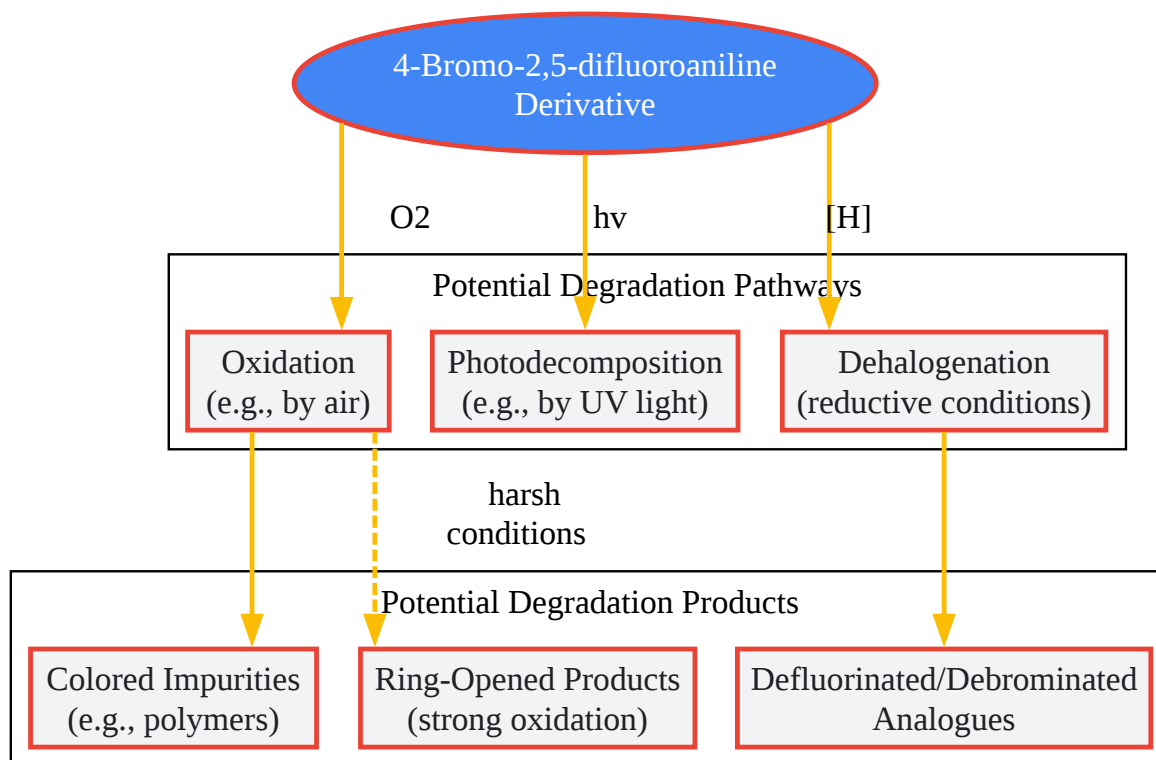 4-Bromo-2,5-difluoroaniline
Derivative
O2
hv
[H]
Potential Degradation Pathways
Oxidation
(e.g., by air)
Photodecomposition
(e.g., by UV light)
Dehalogenation
(reductive conditions)
harsh
conditions
Potential Degradation Products
Colored Impurities
(e.g., polymers)
Ring-Opened Products
(strong oxidation)
Defluorinated/Debrominated
Analogues